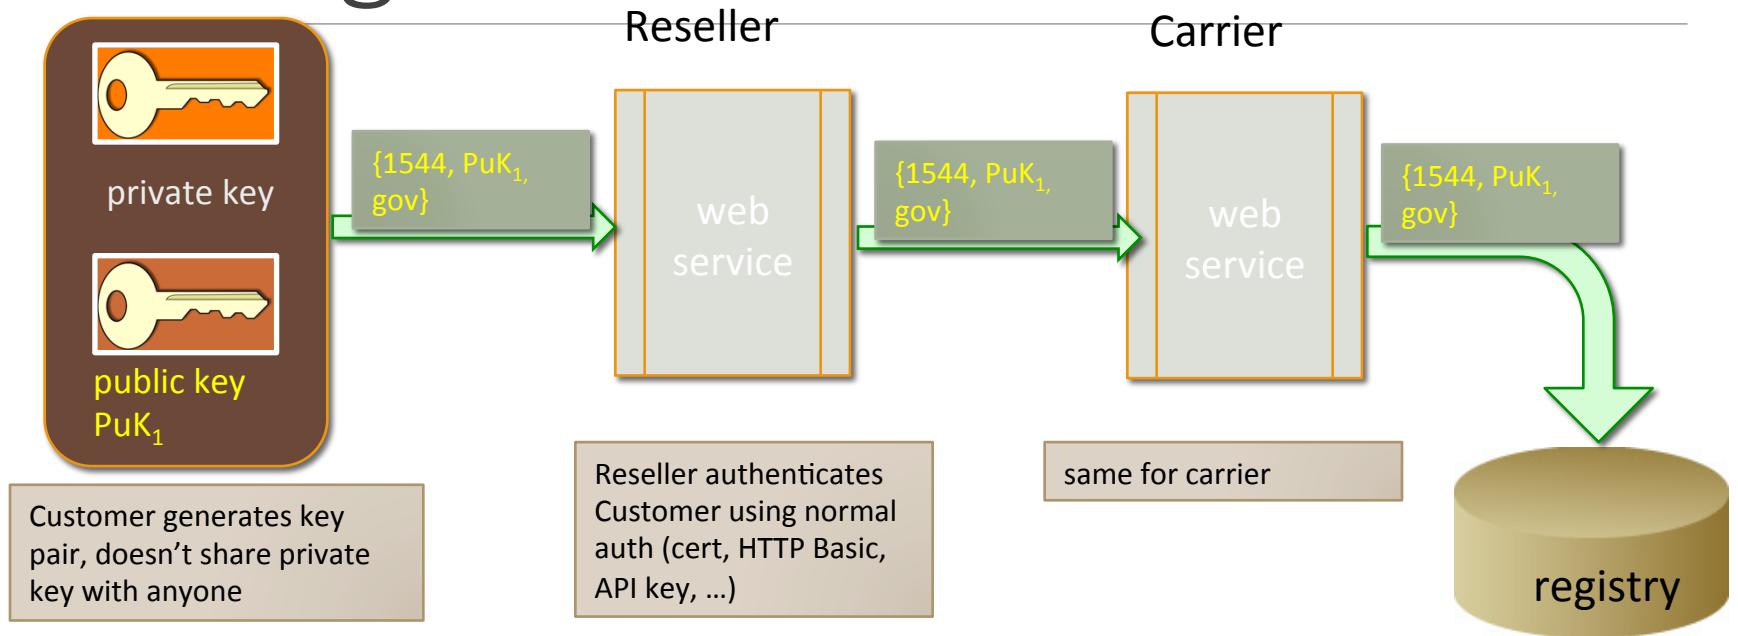 g
Reseller
Carrier
private key
public key
PuK1
{1544, PuK1,
gov}
web
service
{1544, PuK1,
gov}
web
service
{1544, PuK1,
gov}
Customer generates key
pair, doesn’t share private
key with anyone
Reseller authenticates
Customer using normal
auth (cert, HTTP Basic,
API key, …)
same for carrier
registry